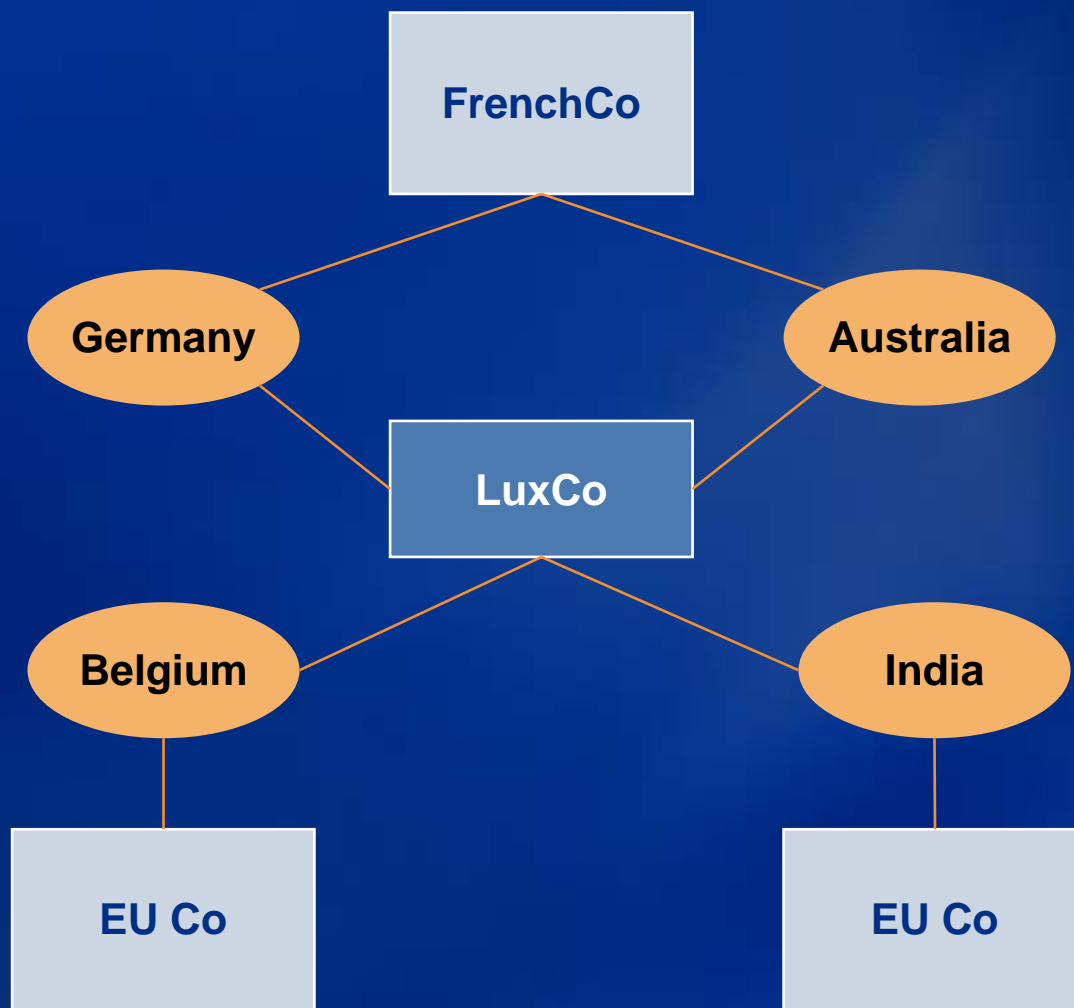 FrenchCo
Germany
Australia
LuxCo
Belgium
India
EU Co
EU Co